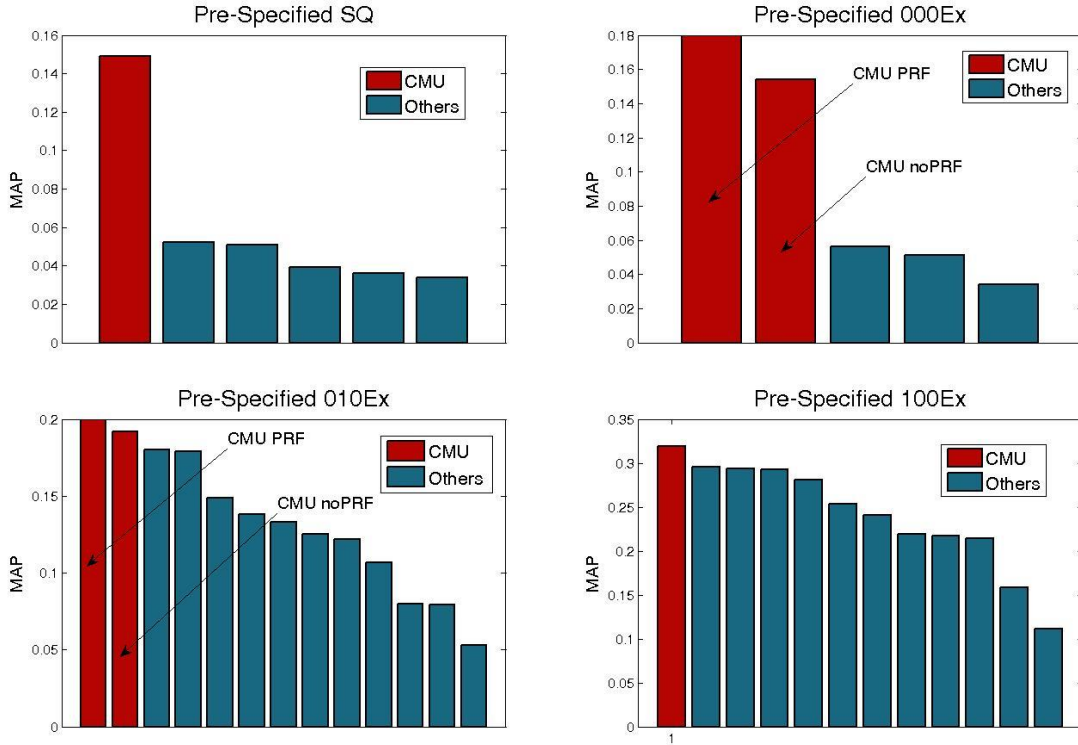 Pre-Specified SQ
0.16
0.14
0.12
0.1
0.08
0.06
0.04
0.02
0
MAP
CMU
Others
Pre-Specified 000Ex
0.18
0.16
0.14
0.12
0.1
0.08
0.06
0.04
0.02
0
MAP
CMU PRF
CMU noPRF
CMU
Others
Pre-Specified 010Ex
0.2
0.15
0.1
0.05
0
MAP
CMU PRF
CMU noPRF
CMU
Others
Pre-Specified 100Ex
0.35
0.3
0.25
0.2
0.15
0.1
0.05
0
MAP
CMU
Others
1